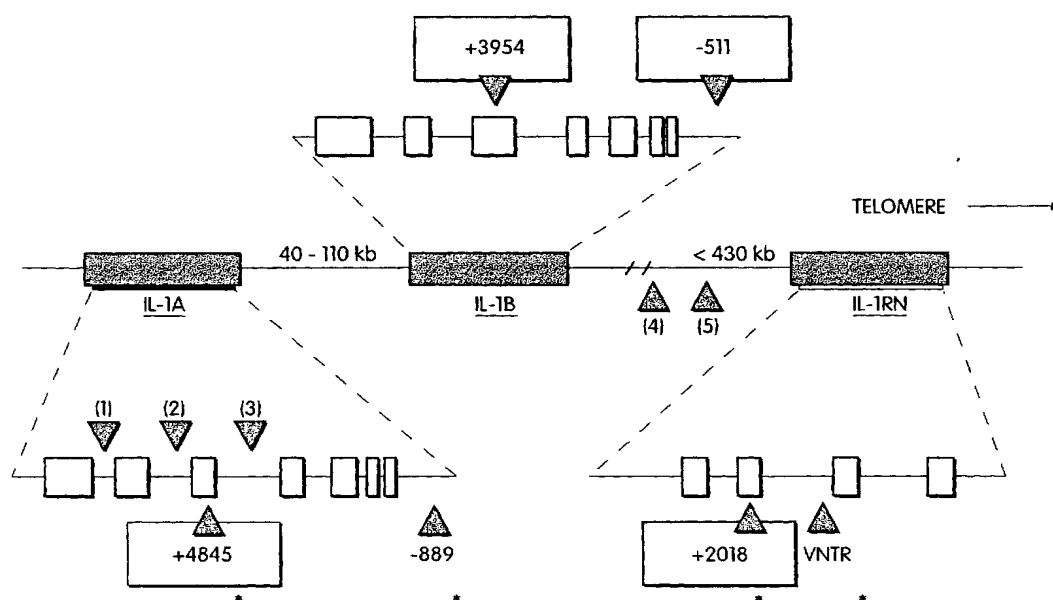 +3954
-511
TELOMERE
40 - 110 kb
< 430 kb
IL-1A
IL-1B
(4)
(5)
IL-1RN
(1)
(2)
(3)
+4845
-889
+2018
VNTR
* * * *